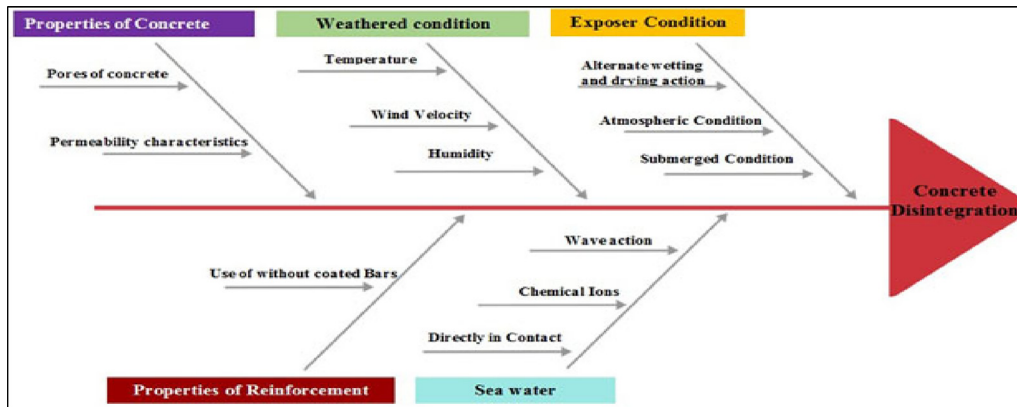 Properties of Concrete
Weathered condition
Exposer Condition
Pores of concrete
Permeability characteristics
Temperature
Wind Velocity
Humidity
Alternate wetting
and drying action
Atmospheric Condition
Submerged Condition
Concrete
Disintegration
Use of without coated Bars
Wave action
Chemical Ions
Directly in Contact
Properties of Reinforcement
Sea water